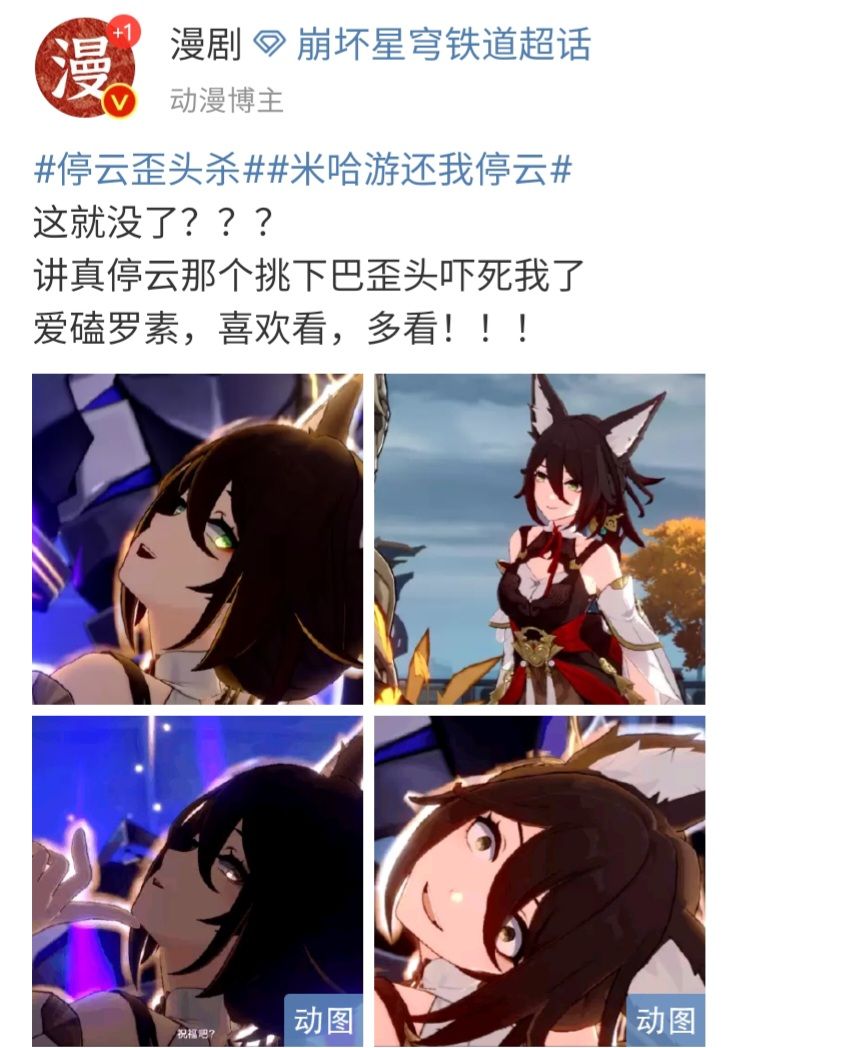 漫
+1
漫剧 崩坏星穹铁道超话
动漫博主
#停云歪头杀##米哈游还我停云#
这就没了？？？
讲真停云那个挑下巴歪头吓死我了
爱磕罗素，喜欢看，多看！！！
祝福吧?
动图
动图